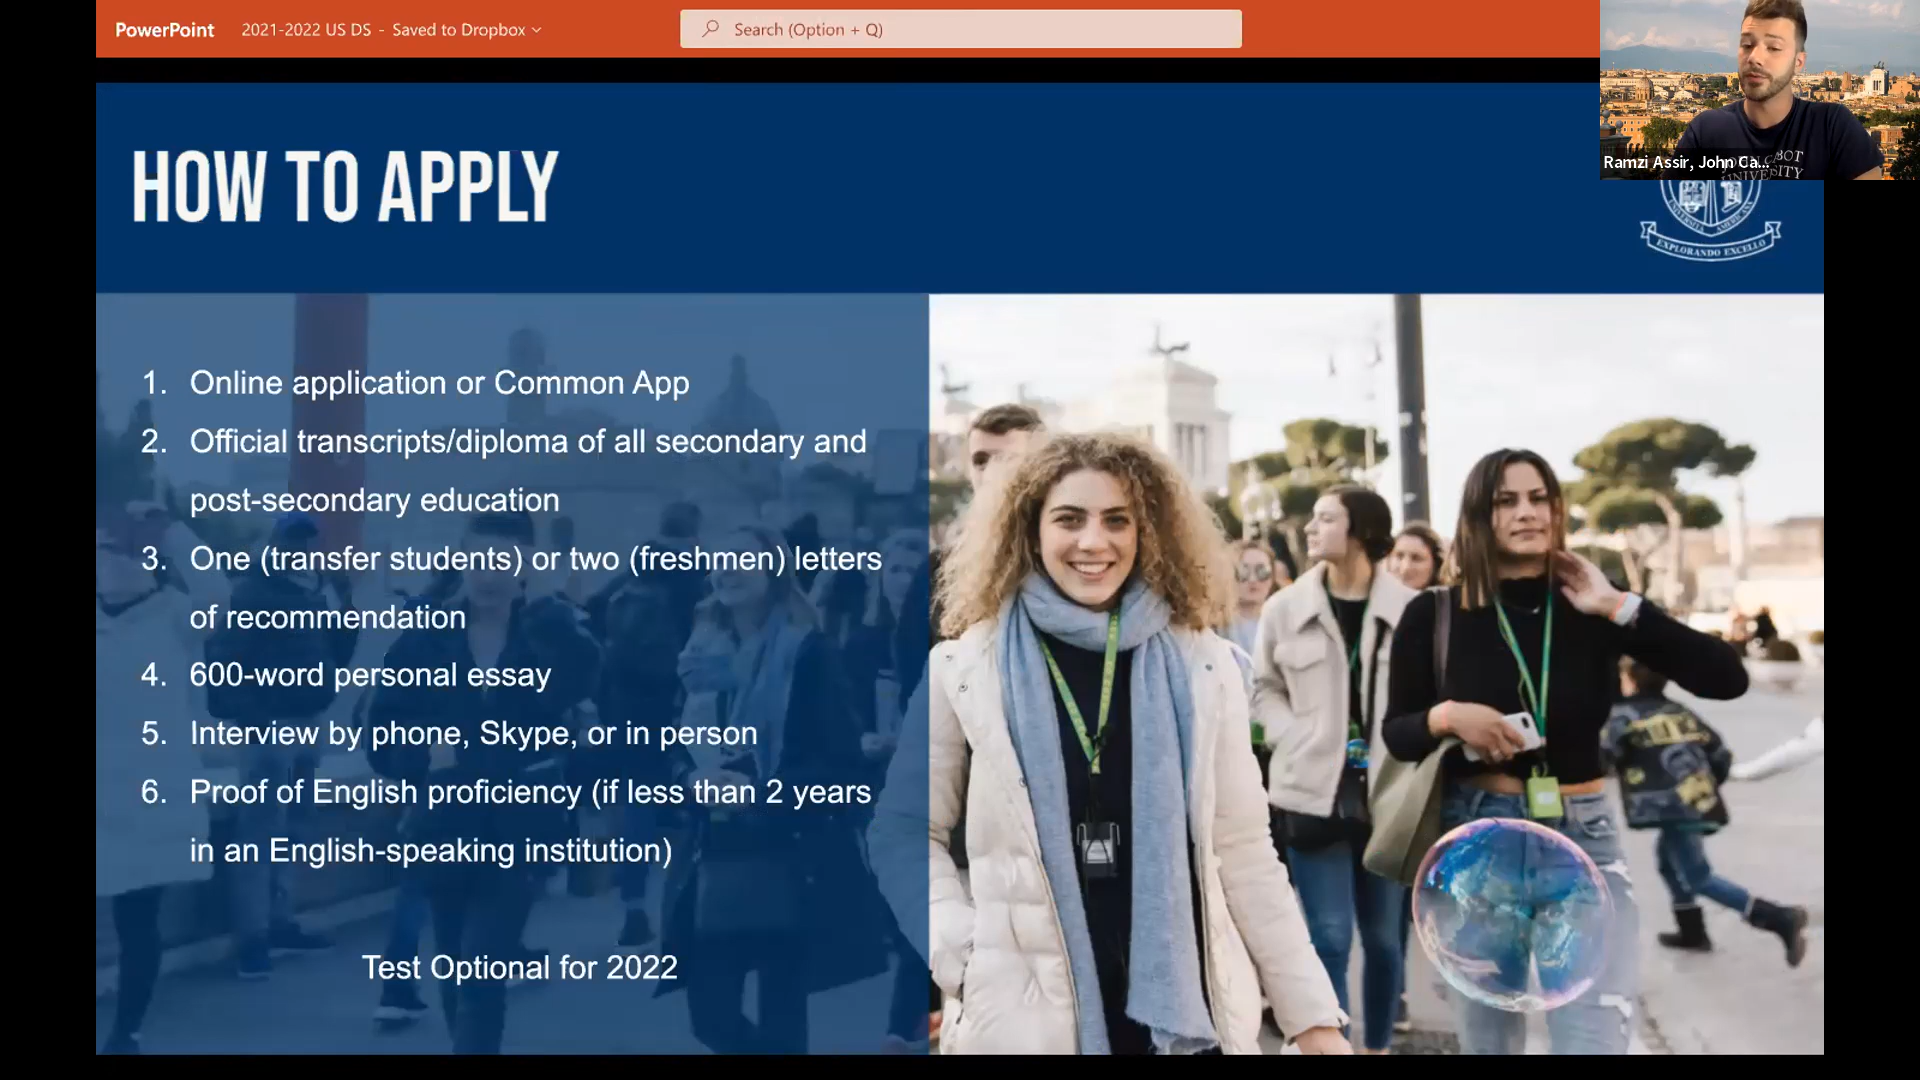 PowerPoint 2021-2022 US DS - Saved to Dropbox
Search (Option + Q)
Ramzi Assir, John Ca...
CABOT
UNIVERSITY
HOW TO APPLY
EXPLORANDO EXCELLO
1. Online application or Common App
2. Official transcripts/diploma of all secondary and
post-secondary education
3. One (transfer students) or two (freshmen) letters
of recommendation
4. 600-word personal essay
5. Interview by phone, Skype, or in person
6. Proof of English proficiency (if less than 2 years
in an English-speaking institution)
Test Optional for 2022